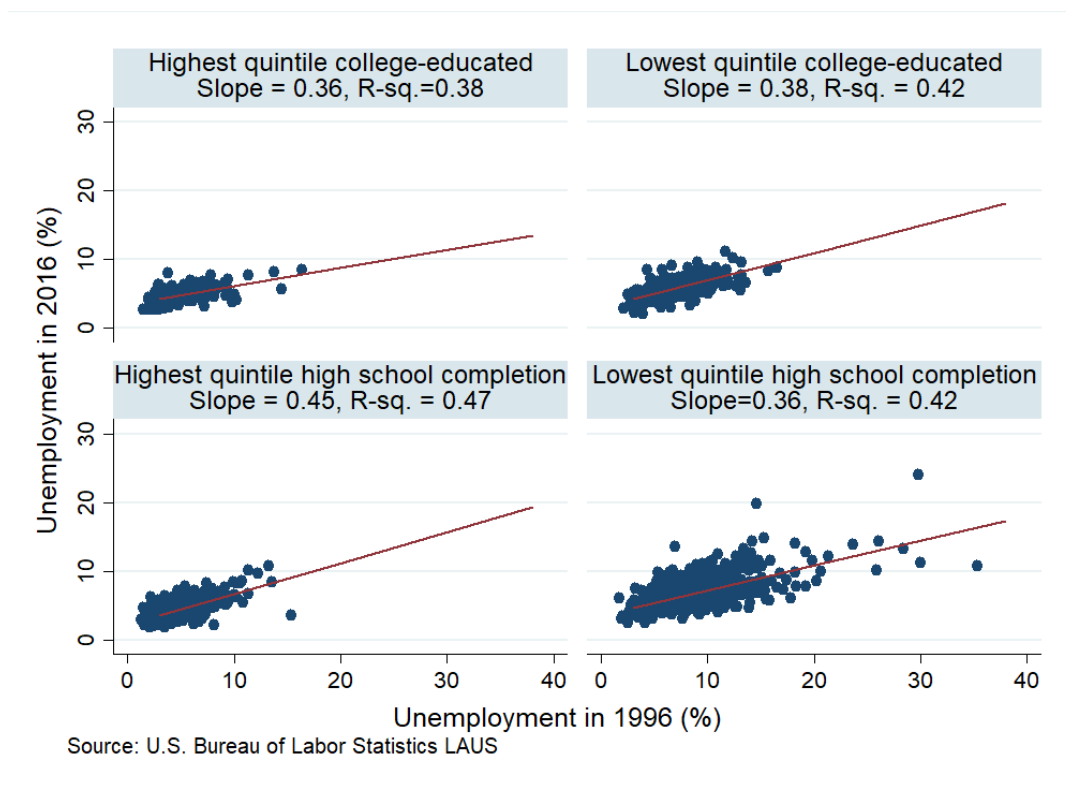 Highest quintile college-educated
Slope = 0.36, R-sq.=0.38
Lowest quintile college-educated
Slope = 0.38, R-sq. = 0.42
30
20
10
0
Highest quintile high school completion
Slope = 0.45, R-sq. = 0.47
Lowest quintile high school completion
Slope=0.36, R-sq. = 0.42
30
20
10
0
Unemployment in 2016 (%)
0 10 20 30 40
0 10 20 30 40
Unemployment in 1996 (%)
Source: U.S. Bureau of Labor Statistics LAUS